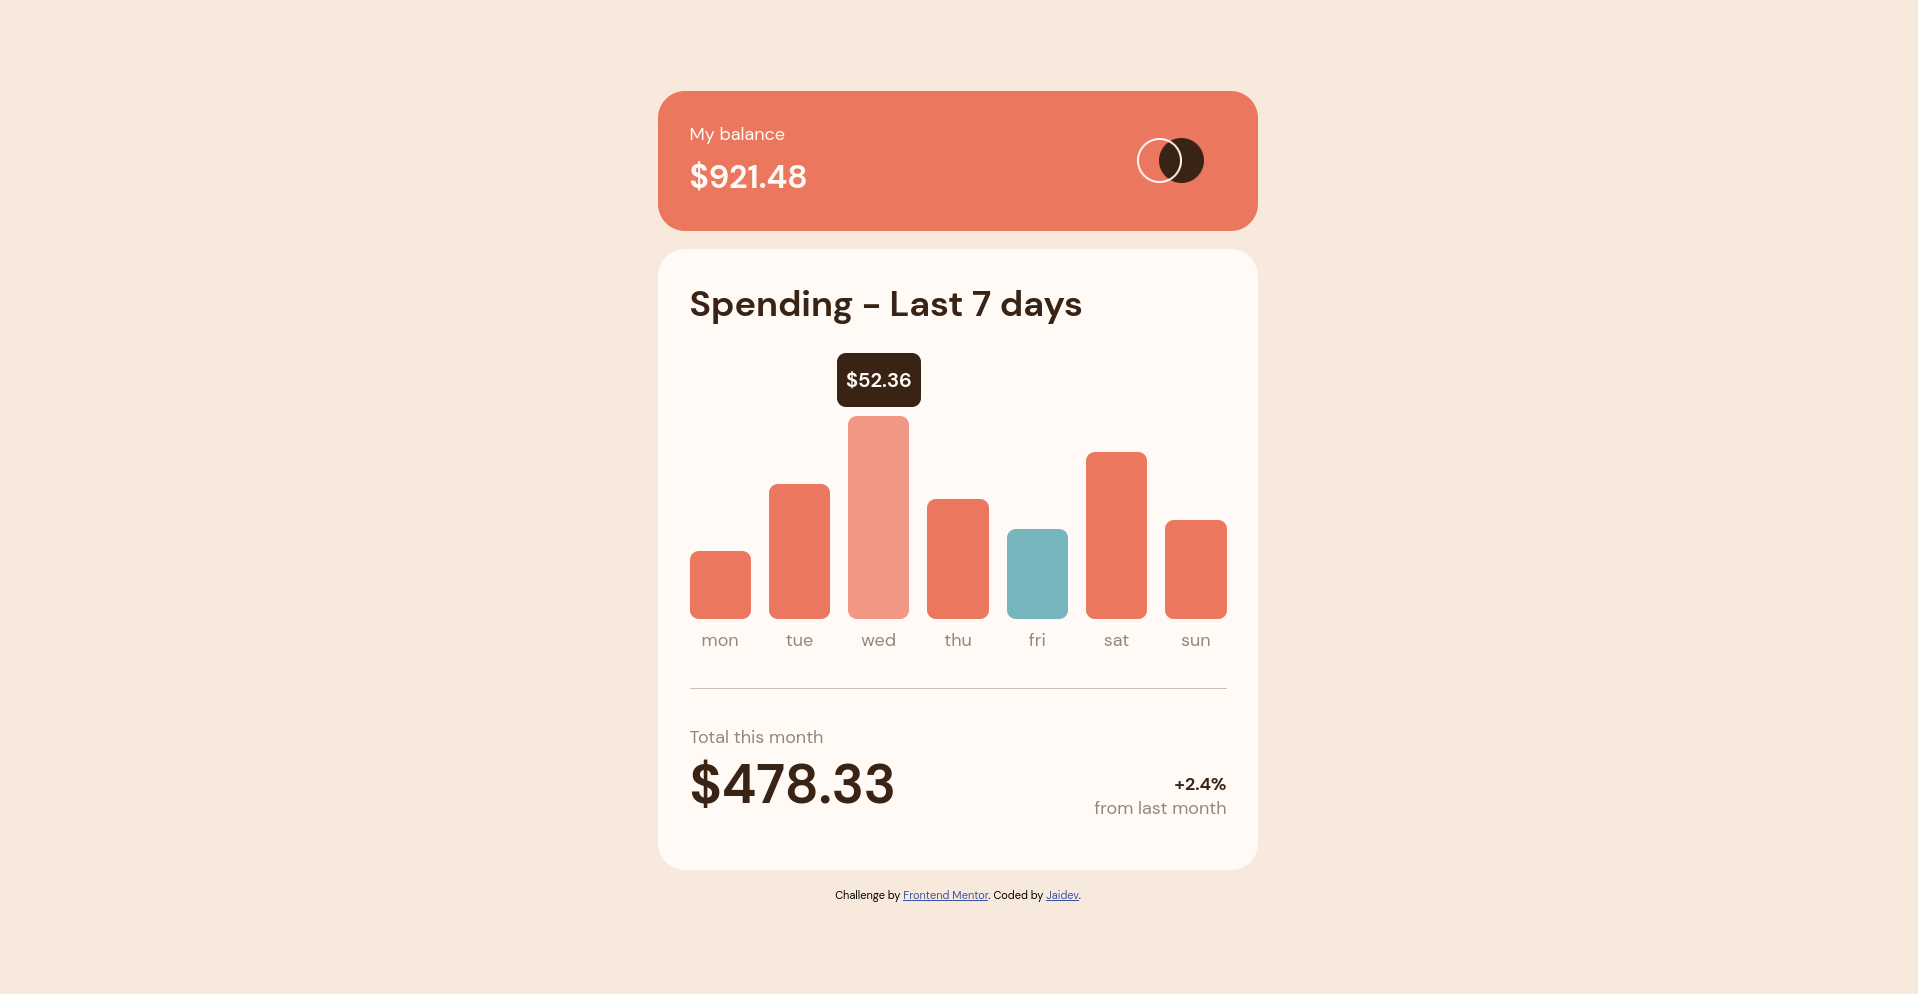 My balance
$921.48
Spending - Last 7 days
$52.36
mon tue wed thu fri sat sun
Total this month
$478.33
+2.4%
from last month
Challenge by Frontend Mentor. Coded by Jaidev.